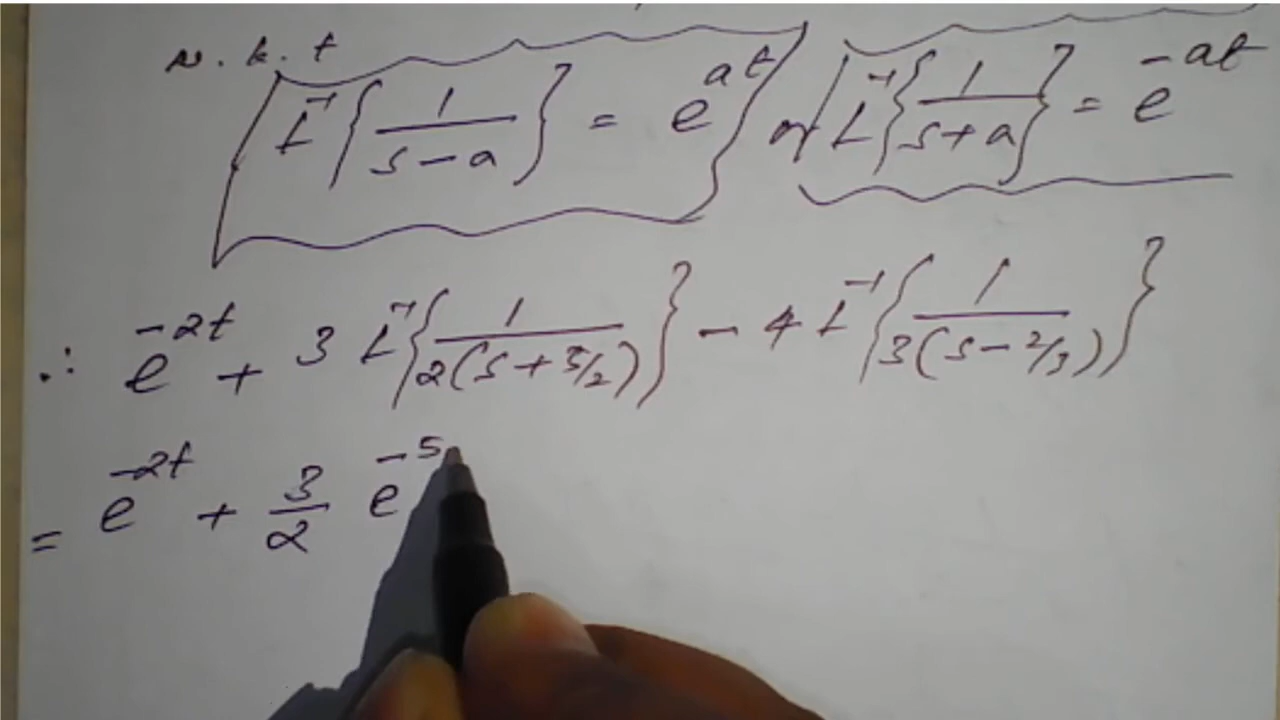 w.k.t
L⁻¹{1/(s-a)} = e^{at} or L⁻¹{1/(s+a)} = e^{-at}
∴ e^{-2t} + 3 L⁻¹{1/2(s+5/2)} - 4 L⁻¹{1/3(s-2/3)}
= e^{-2t} + 3/2 e^{-5